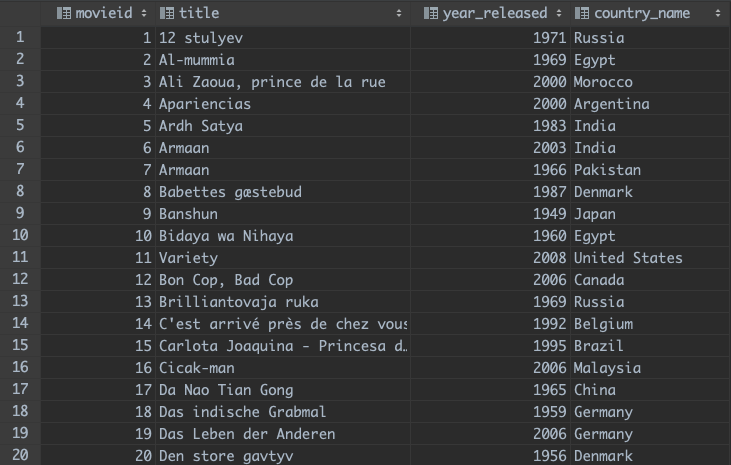 movieid title year_released country_name
1 1 12 stulyev 1971 Russia
2 2 Al-mummia 1969 Egypt
3 3 Ali Zaoua, prince de la rue 2000 Morocco
4 4 Apariencias 2000 Argentina
5 5 Ardh Satya 1983 India
6 6 Armaan 2003 India
7 7 Armaan 1966 Pakistan
8 8 Babettes gæstebud 1987 Denmark
9 9 Banshun 1949 Japan
10 10 Bidaya wa Nihaya 1960 Egypt
11 11 Variety 2008 United States
12 12 Bon Cop, Bad Cop 2006 Canada
13 13 Brilliantovaja ruka 1969 Russia
14 14 C'est arrivé près de chez vous 1992 Belgium
15 15 Carlota Joaquina - Princesa d… 1995 Brazil
16 16 Cicak-man 2006 Malaysia
17 17 Da Nao Tian Gong 1965 China
18 18 Das indische Grabmal 1959 Germany
19 19 Das Leben der Anderen 2006 Germany
20 20 Den store gavtyv 1956 Denmark